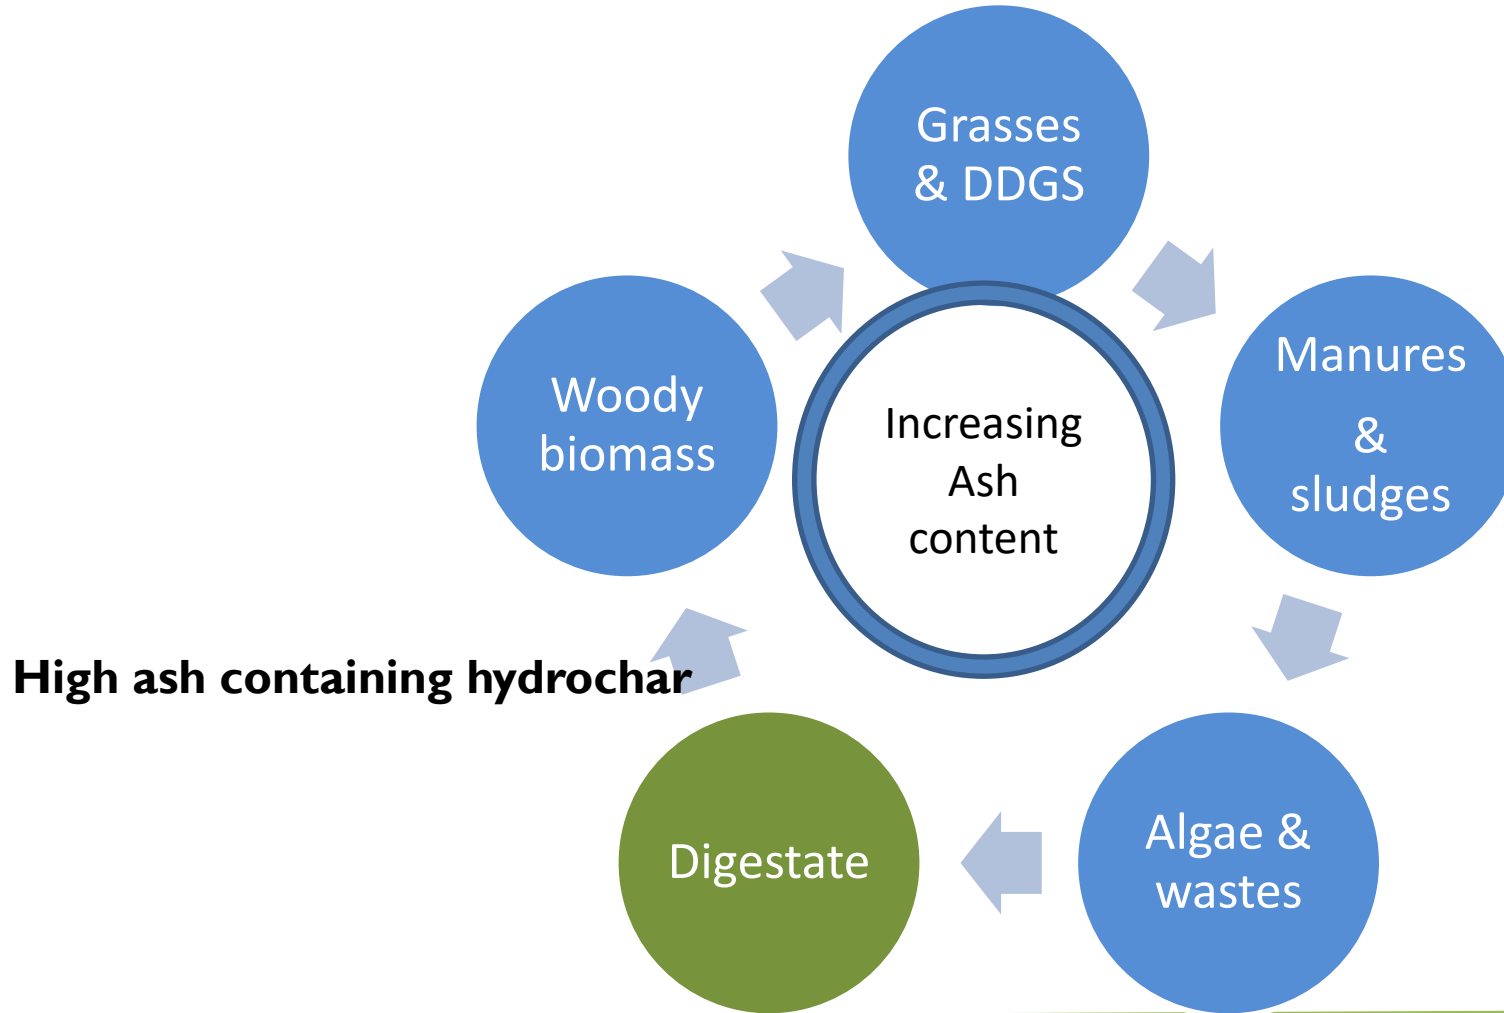 Grasses
& DDGS
Woody
biomass
Increasing
Ash
content
Manures
&
sludges
High ash containing hydrochar
Digestate
Algae &
wastes